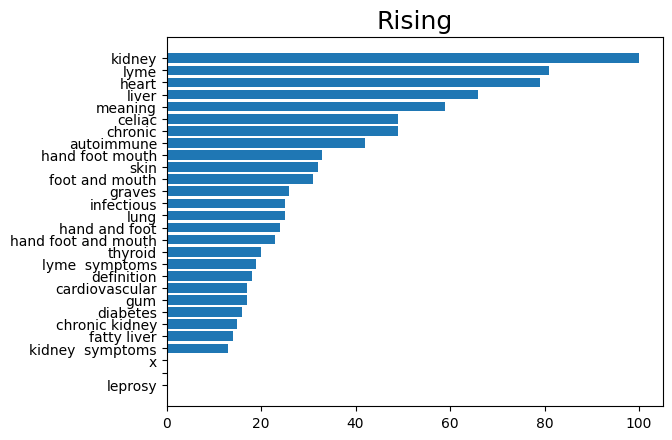 Rising
kidney
lyme
heart
liver
meaning
celiac
chronic
autoimmune
hand foot mouth
skin
foot and mouth
graves
infectious
lung
hand and foot
hand foot and mouth
thyroid
lyme  symptoms
definition
cardiovascular
gum
diabetes
chronic kidney
fatty liver
kidney  symptoms
x
leprosy
0 20 40 60 80 100